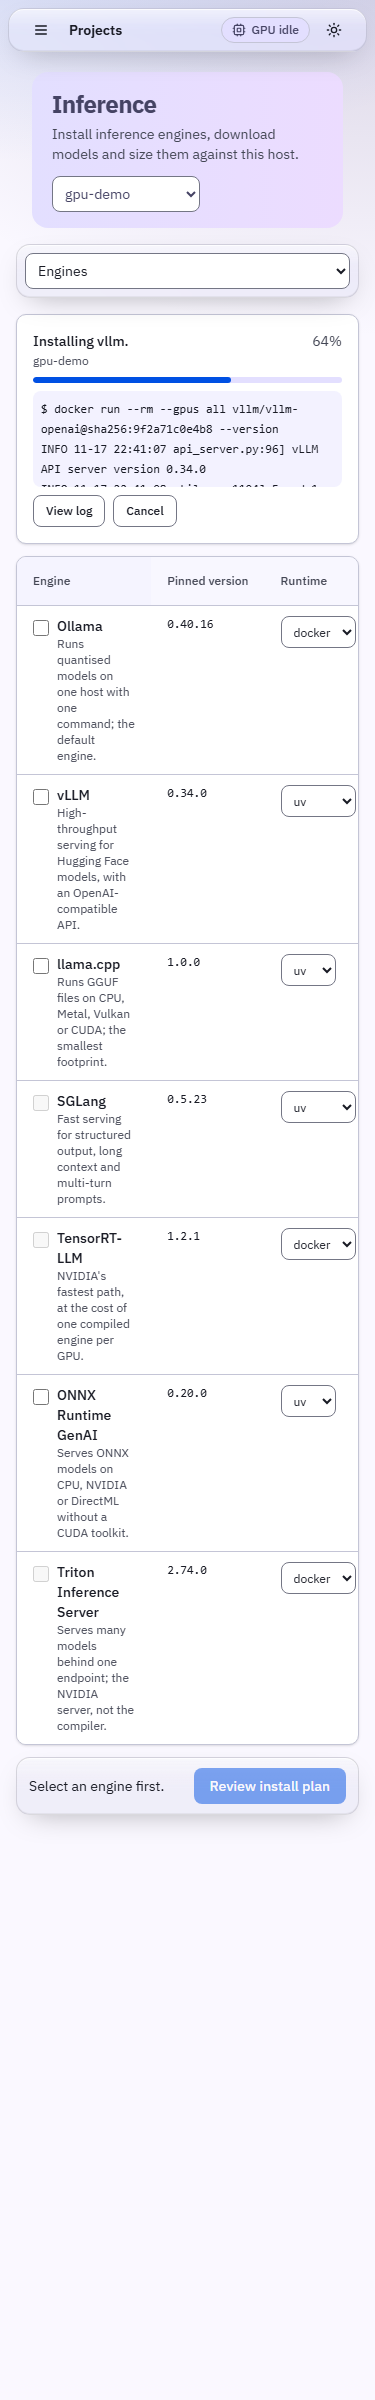 Projects
GPU idle
Inference
Install inference engines, download
models and size them against this host.
gpu-demo
Engines
Installing vllm.
64%
gpu-demo
$ docker run --rm --gpus all vllm/vllm-
openai@sha256:9f2a71c0e4b8 --version
INFO 11-17 22:41:07 api_server.py:96] vLLM
API server version 0.34.0
View log
Cancel
Engine
Pinned version
Runtime
Ollama
0.40.16
docker
Runs
quantised
models on
one host with
one
command; the
default
engine.
vLLM
0.34.0
uv
High-
throughput
serving for
Hugging Face
models, with
an OpenAI-
compatible
API.
llama.cpp
1.0.0
uv
Runs GGUF
files on CPU,
Metal, Vulkan
or CUDA; the
smallest
footprint.
SGLang
0.5.23
uv
Fast serving
for structured
output, long
context and
multi-turn
prompts.
TensorRT-
LLM
1.2.1
docker
NVIDIA's
fastest path,
at the cost of
one compiled
engine per
GPU.
ONNX
Runtime
GenAI
0.20.0
uv
Serves ONNX
models on
CPU, NVIDIA
or DirectML
without a
CUDA toolkit.
Triton
Inference
Server
2.74.0
docker
Serves many
models
behind one
endpoint; the
NVIDIA
server, not the
compiler.
Select an engine first.
Review install plan